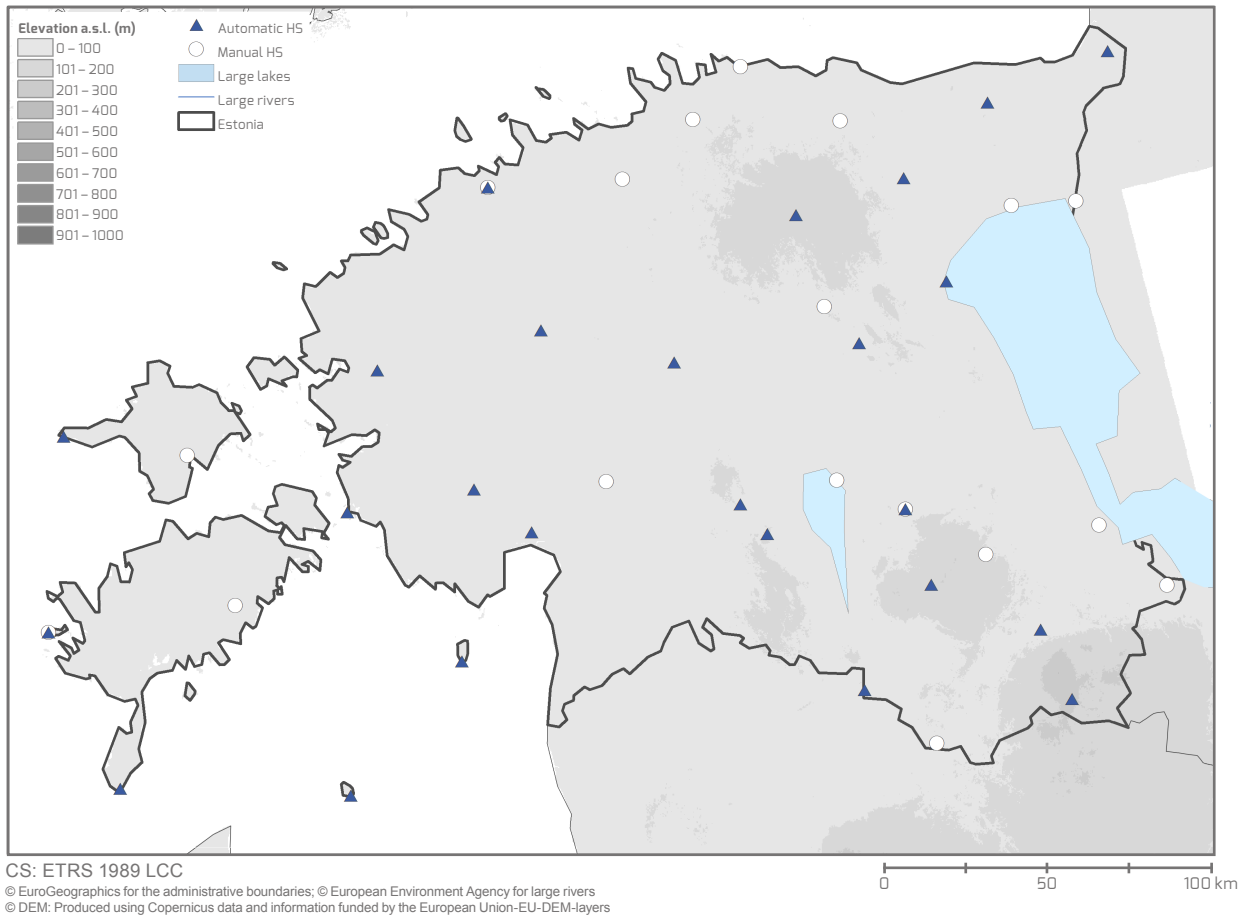 Elevation a.s.l. (m)
0 – 100
101 – 200
201 – 300
301 – 400
401 – 500
501 – 600
601 – 700
701 – 800
801 – 900
901 – 1000
Automatic HS
Manual HS
Large lakes
Large rivers
Estonia
CS: ETRS 1989 LCC
© EuroGeographics for the administrative boundaries; © European Environment Agency for large rivers
© DEM: Produced using Copernicus data and information funded by the European Union-EU-DEM-layers
0 50 100 km